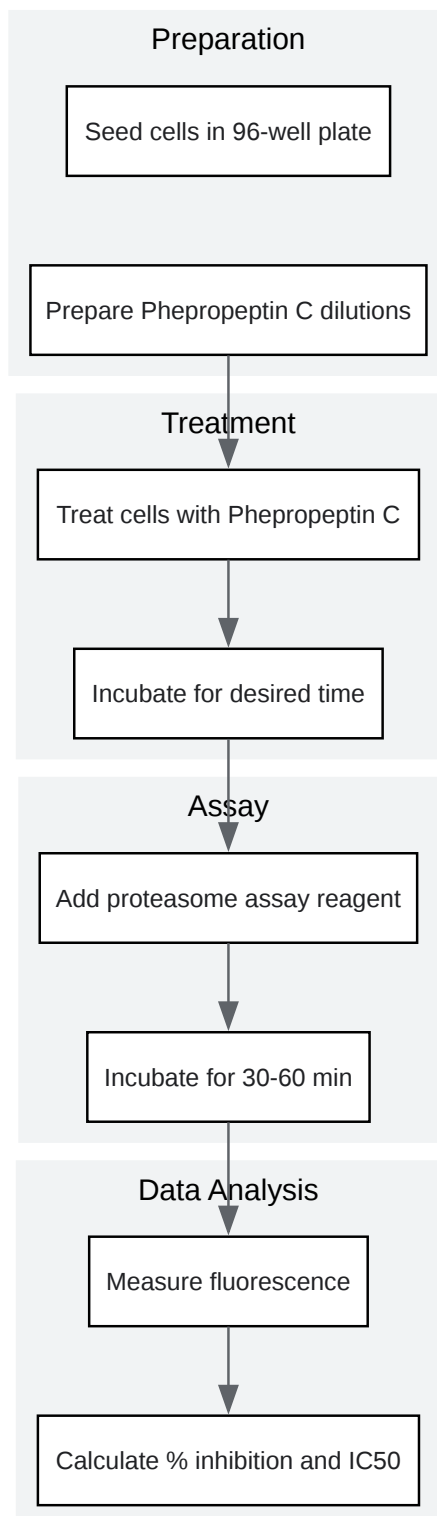 Preparation
Seed cells in 96-well plate
Prepare Phepropeptin C dilutions
Treatment
Treat cells with Phepropeptin C
Incubate for desired time
Assay
Add proteasome assay reagent
Incubate for 30-60 min
Data Analysis
Measure fluorescence
Calculate % inhibition and IC50